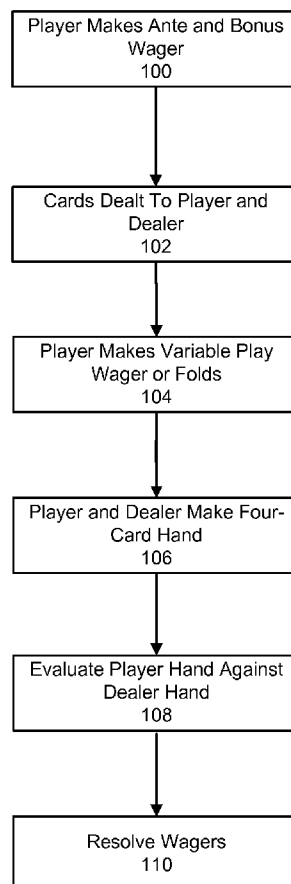 Player Makes Ante and Bonus
Wager
100
Cards Dealt To Player and
Dealer
102
Player Makes Variable Play
Wager or Folds
104
Player and Dealer Make Four-
Card Hand
106
Evaluate Player Hand Against
Dealer Hand
108
Resolve Wagers
110